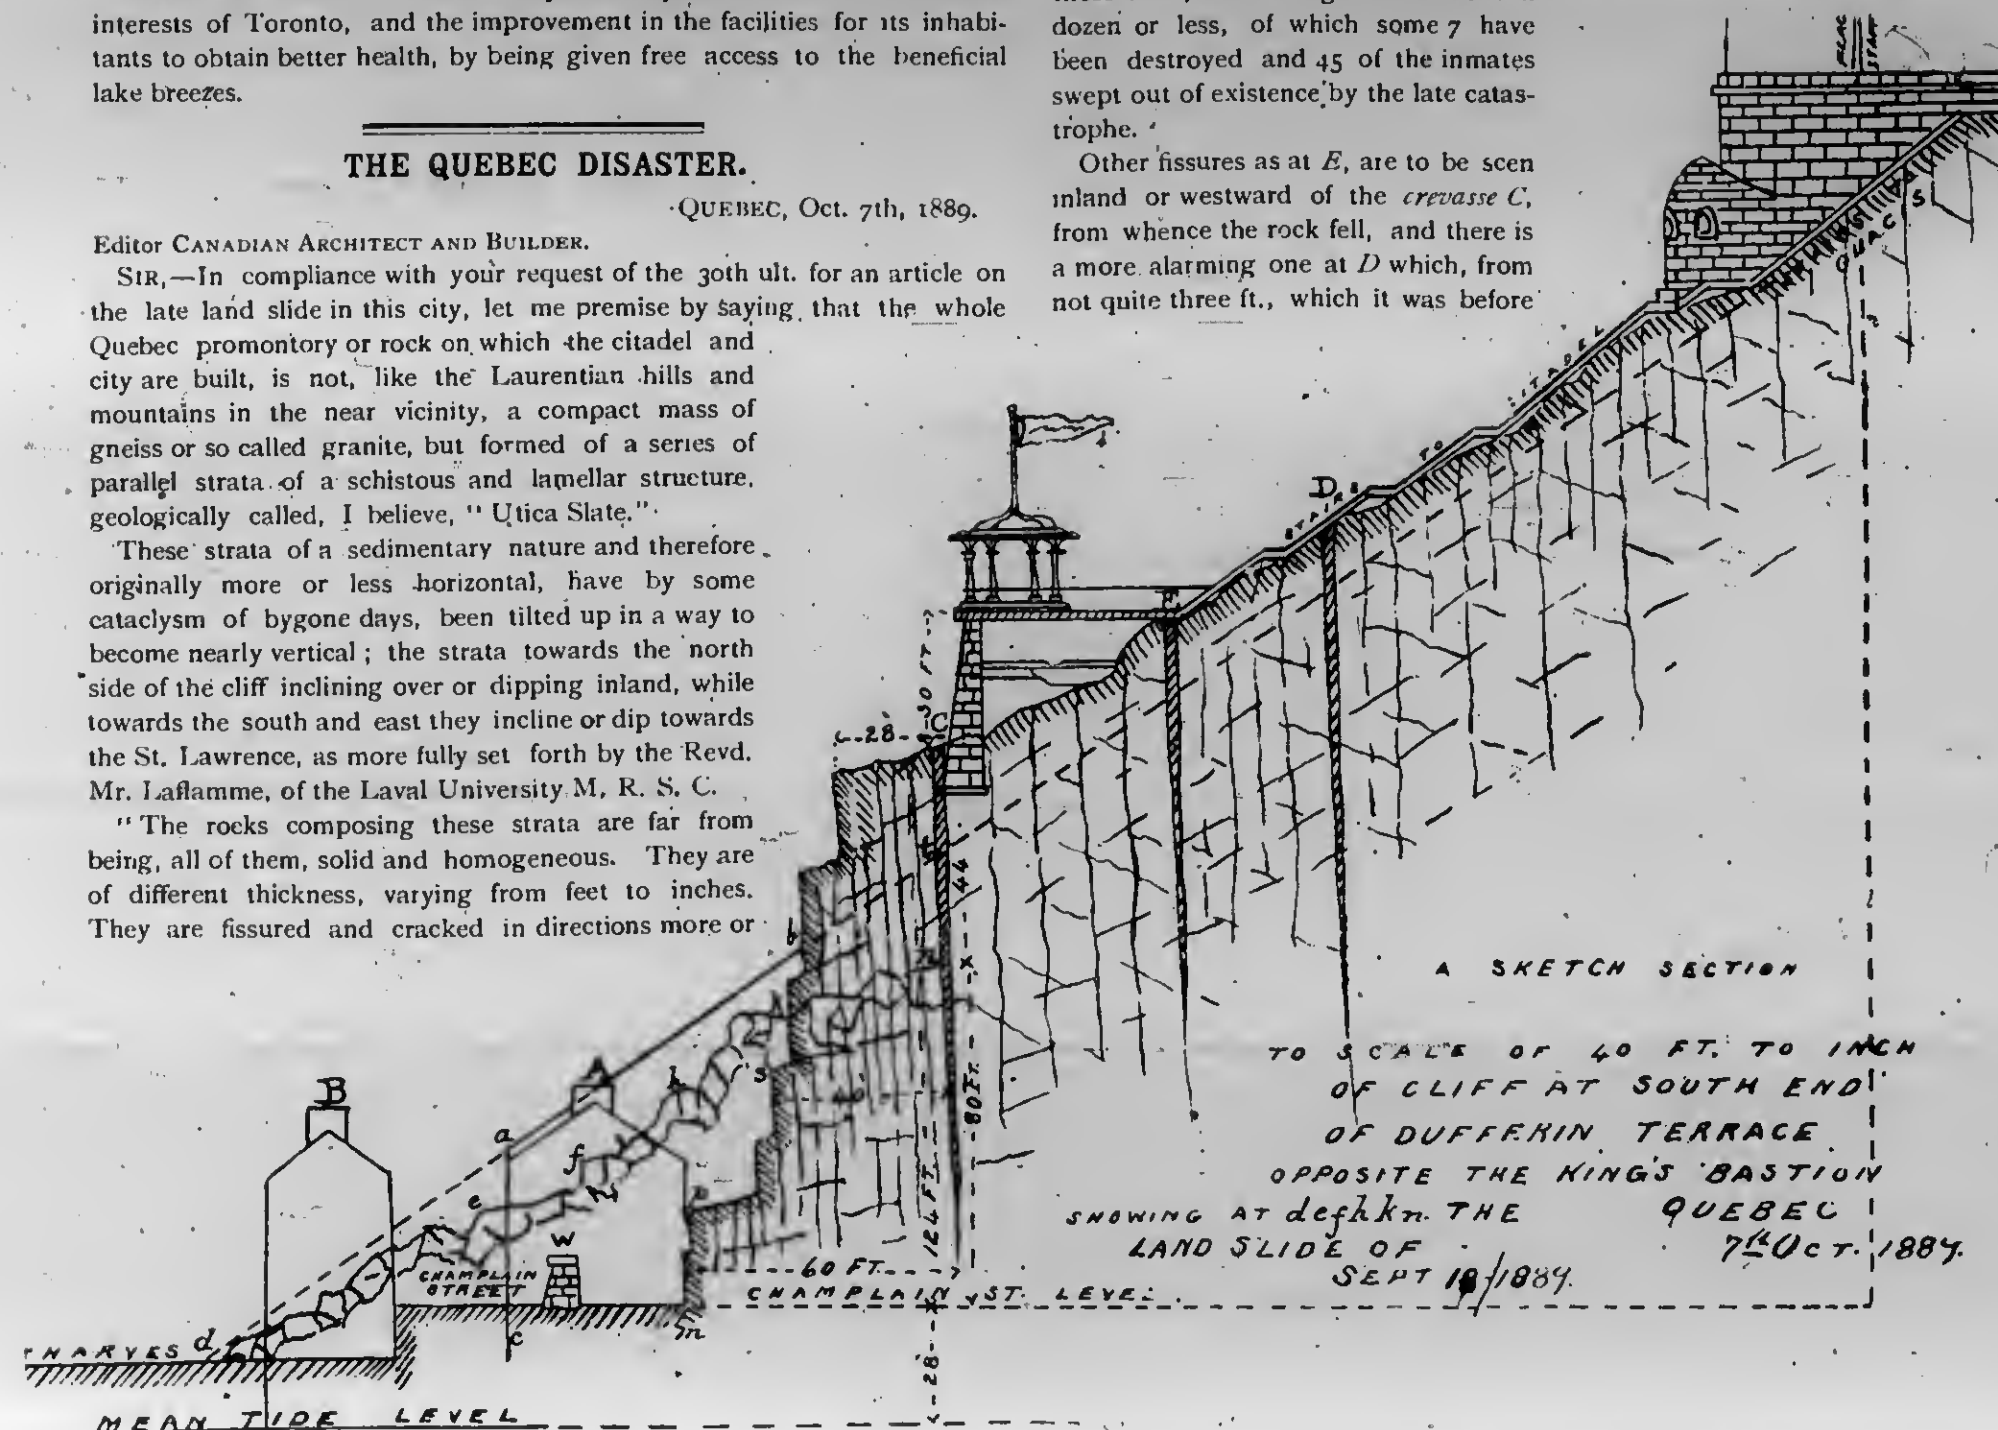 interests of Toronto, and the improvement in the facilities for its inhabi-
tants to obtain better health, by being given free access to the beneficial
lake breezes.
THE QUEBEC DISASTER.
QUEBEC, Oct. 7th, 1889.
Editor CANADIAN ARCHITECT AND BUILDER.
SIR,—In compliance with your request of the 30th ult. for an article on
the late land slide in this city, let me premise by saying that the whole
Quebec promontory or rock on which the citadel and
city are built, is not, like the Laurentian hills and
mountains in the near vicinity, a compact mass of
gneiss or so called granite, but formed of a series of
parallel strata of a schistous and lamellar structure,
geologically called, I believe, "Utica Slate."
These strata of a sedimentary nature and therefore
originally more or less horizontal, have by some
cataclysm of bygone days, been tilted up in a way to
become nearly vertical; the strata towards the north
side of the cliff inclining over or dipping inland, while
towards the south and east they incline or dip towards
the St. Lawrence, as more fully set forth by the Revd.
Mr. Laflamme, of the Laval University M. R. S. C.
"The rocks composing these strata are far from
being, all of them, solid and homogeneous. They are
of different thickness, varying from feet to inches.
They are fissured and cracked in directions more or
dozen or less, of which some 7 have
been destroyed and 45 of the inmates
swept out of existence by the late catas-
trophe.
Other fissures as at E, are to be seen
inland or westward of the crevasse C,
from whence the rock fell, and there is
a more alarming one at D which, from
not quite three ft., which it was before
FLAG
STAFF
GLACIS
STAIRS TO CITADEL
D
50 FT
28
C
E
44
b
h
80 FT.
40
s
k
A
B
a
f
e
p
W
124 FT
60 FT.
CHAMPLAIN
STREET
CHAMPLAIN ST. LEVEL
c
m
d
WHARVES
28
MEAN TIDE LEVEL
A SKETCH SECTION
TO SCALE OF 40 FT. TO INCH
OF CLIFF AT SOUTH END
OF DUFFERIN TERRACE
OPPOSITE THE KING'S BASTION
SHOWING AT defhkn. THE QUEBEC
LAND SLIDE OF 7th OCT. 1889.
SEPT 19/1889.